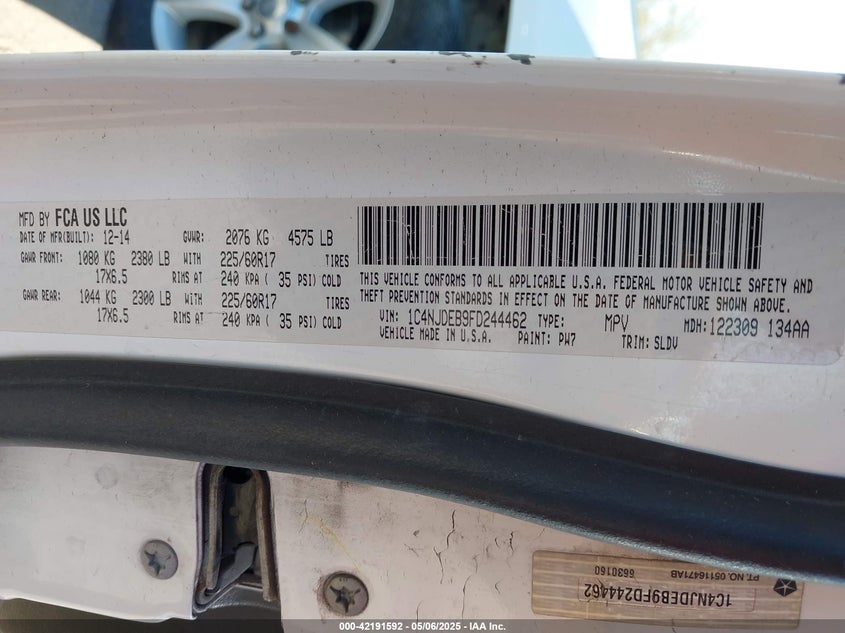 MFD BY FCA US LLC
DATE OF MFR(BUILT): 12-14 GVWR: 2076 KG 4575 LB
GAWR FRONT: 1080 KG 2380 LB WITH 225/60R17 TIRES
17X6.5 RIMS AT 240 KPA ( 35 PSI) COLD
GAWR REAR: 1044 KG 2300 LB WITH 225/60R17 TIRES
17X6.5 RIMS AT 240 KPA ( 35 PSI) COLD
THIS VEHICLE CONFORMS TO ALL APPLICABLE U.S.A. FEDERAL MOTOR VEHICLE SAFETY AND
THEFT PREVENTION STANDARDS IN EFFECT ON THE DATE OF MANUFACTURE SHOWN ABOVE.
VIN: 1C4NJDEB9FD244462 TYPE: MPV MDH: 122309 134AA
VEHICLE MADE IN U.S.A. PAINT: PW7 TRIM: SLDV
1C4NJDEB9FD244462
6630160
PT. NO. 05116471AB
000-42191592 - 05/06/2025 - IAA Inc.